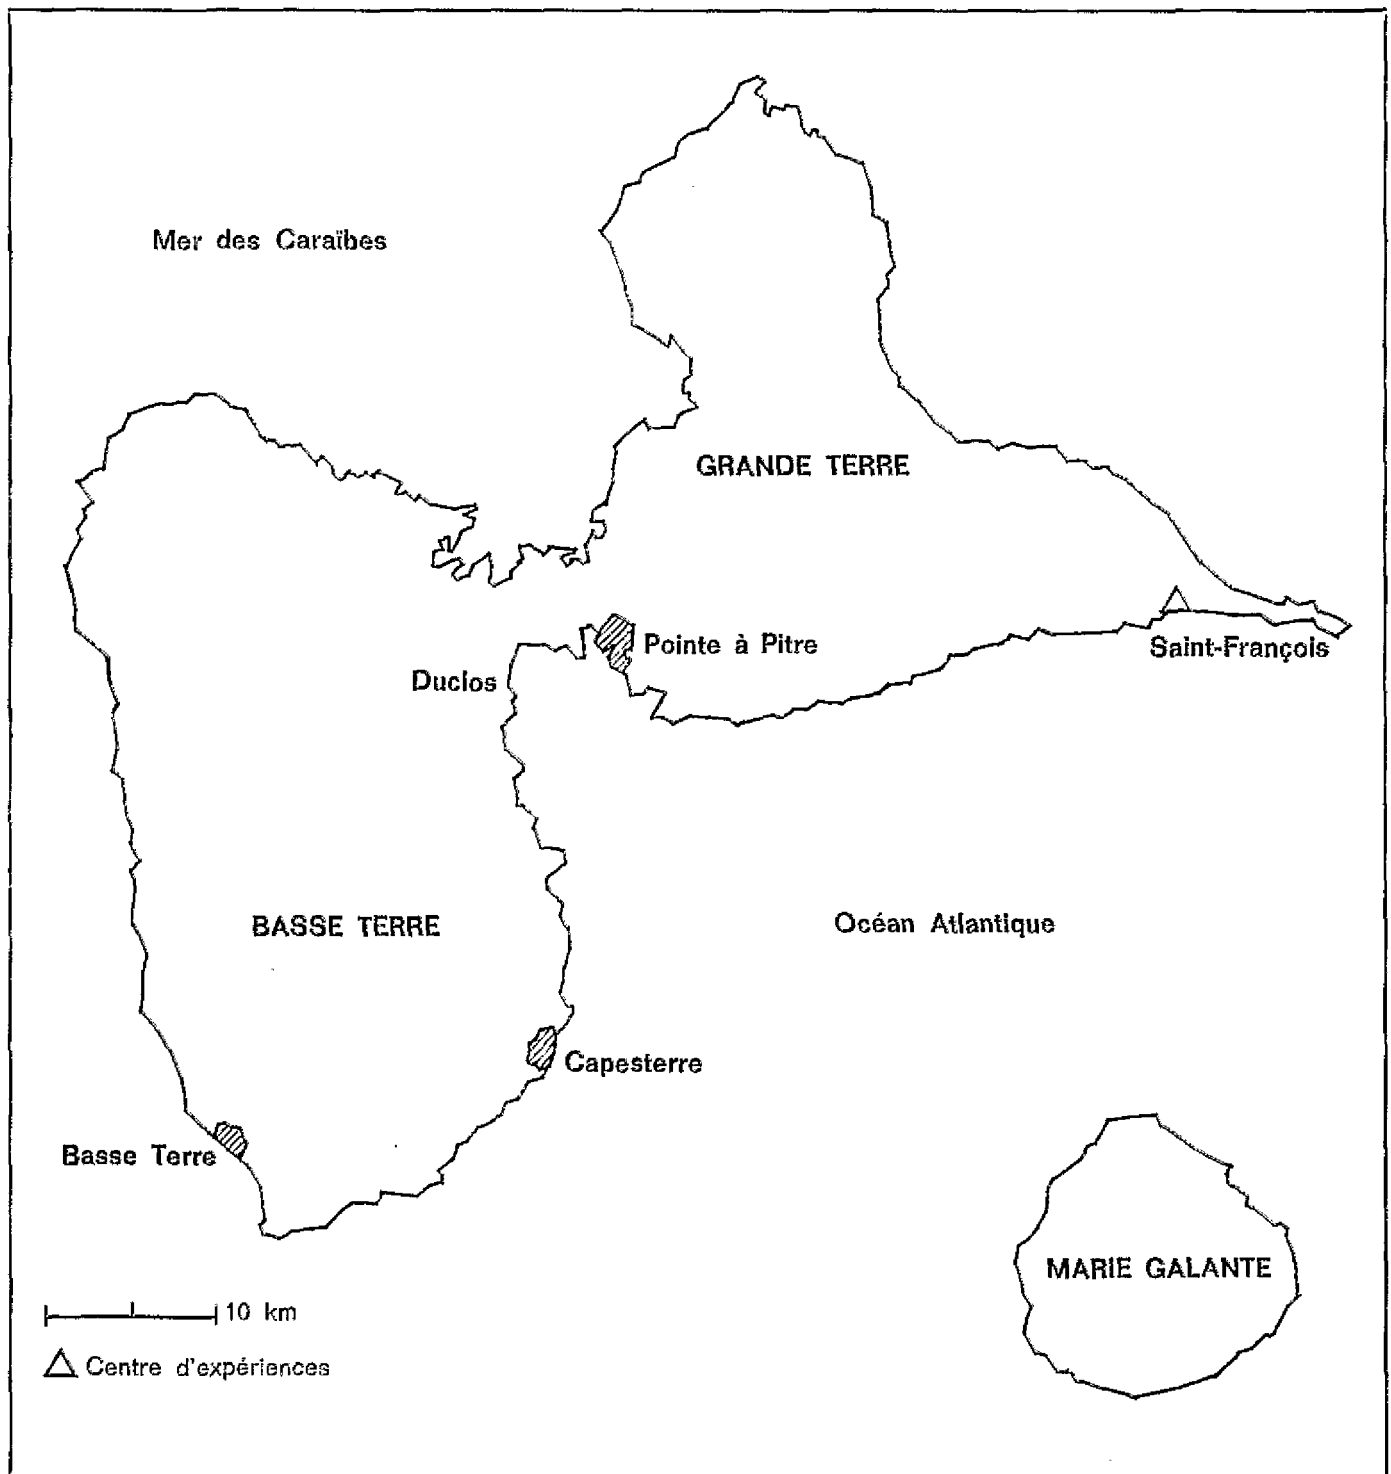 Mer des Caraïbes
GRANDE TERRE
Pointe à Pitre
Saint-François
Duclos
BASSE TERRE
Océan Atlantique
Capesterre
Basse Terre
MARIE GALANTE
10 km
Centre d'expériences